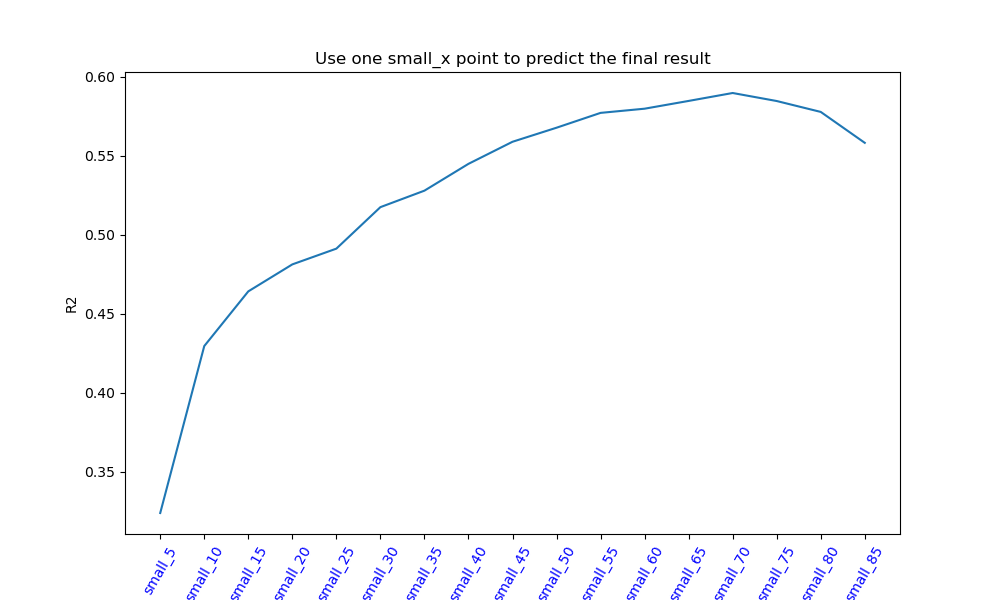 Use one small_x point to predict the final result
0.60
0.55
0.50
0.45
0.40
0.35
R2
small_5
small_10
small_15
small_20
small_25
small_30
small_35
small_40
small_45
small_50
small_55
small_60
small_65
small_70
small_75
small_80
small_85